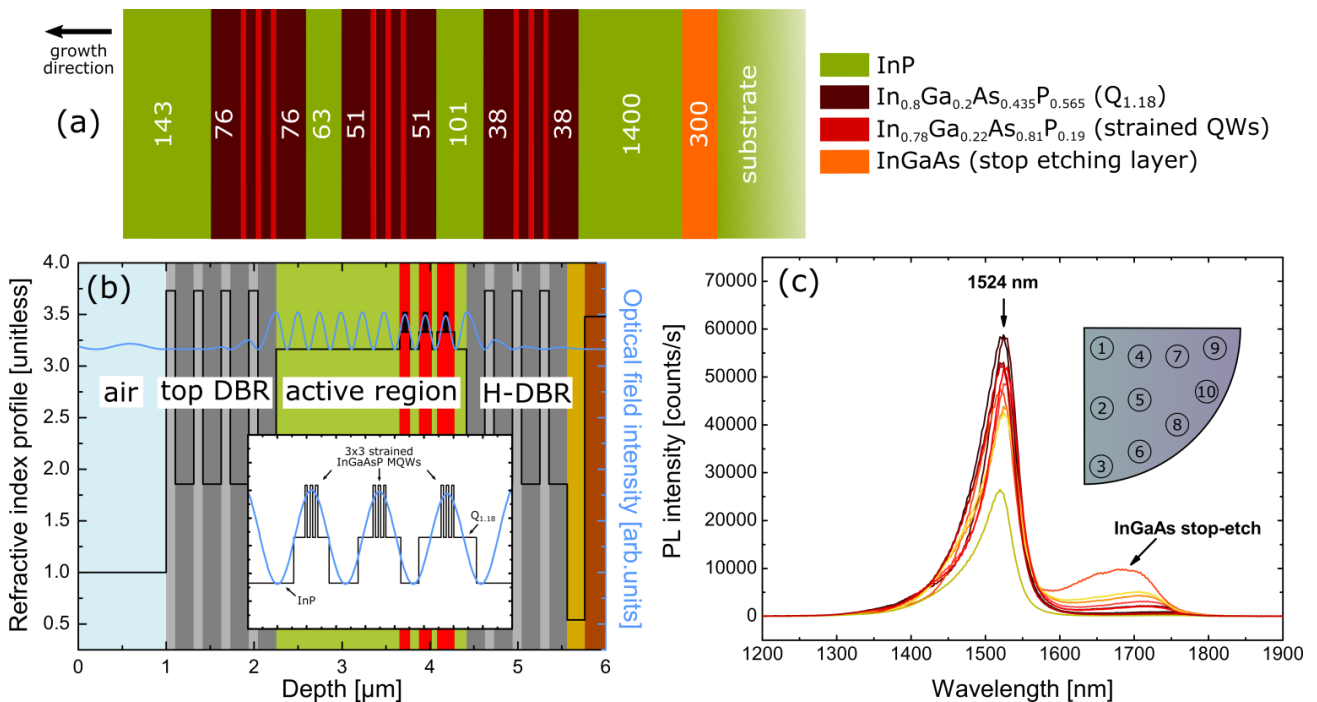 growth
direction
(a)
143
76
76
63
51
51
101
38
38
1400
300
substrate
InP
In0.8Ga0.2As0.435P0.565 (Q1.18)
In0.78Ga0.22As0.81P0.19 (strained QWs)
InGaAs (stop etching layer)
(b)
Refractive index profile [unitless]
4.0
3.5
3.0
2.5
2.0
1.5
1.0
0.5
air
top DBR
active region
H-DBR
3x3 strained
InGaAsP MQWs
Q1.18
InP
0
1
2
3
4
5
6
Depth [µm]
Optical field intensity [arb.units]
(c)
PL intensity [counts/s]
70000
60000
50000
40000
30000
20000
10000
0
1524 nm
1
4
7
9
2
5
10
8
3
6
InGaAs stop-etch
1200
1300
1400
1500
1600
1700
1800
1900
Wavelength [nm]